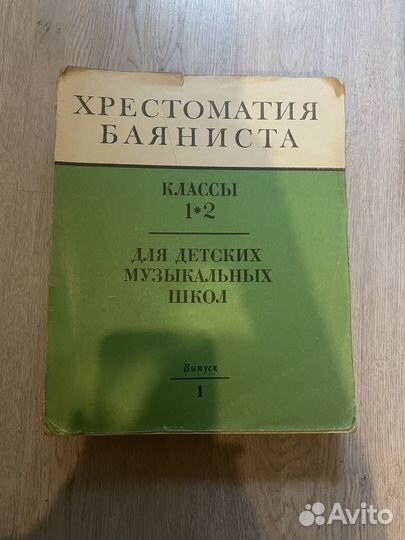 ХРЕСТОМАТИЯ
БАЯНИСТА
КЛАССЫ
1*2
ДЛЯ ДЕТСКИХ
МУЗЫКАЛЬНЫХ
ШКОЛ
Выпуск
1
Avito